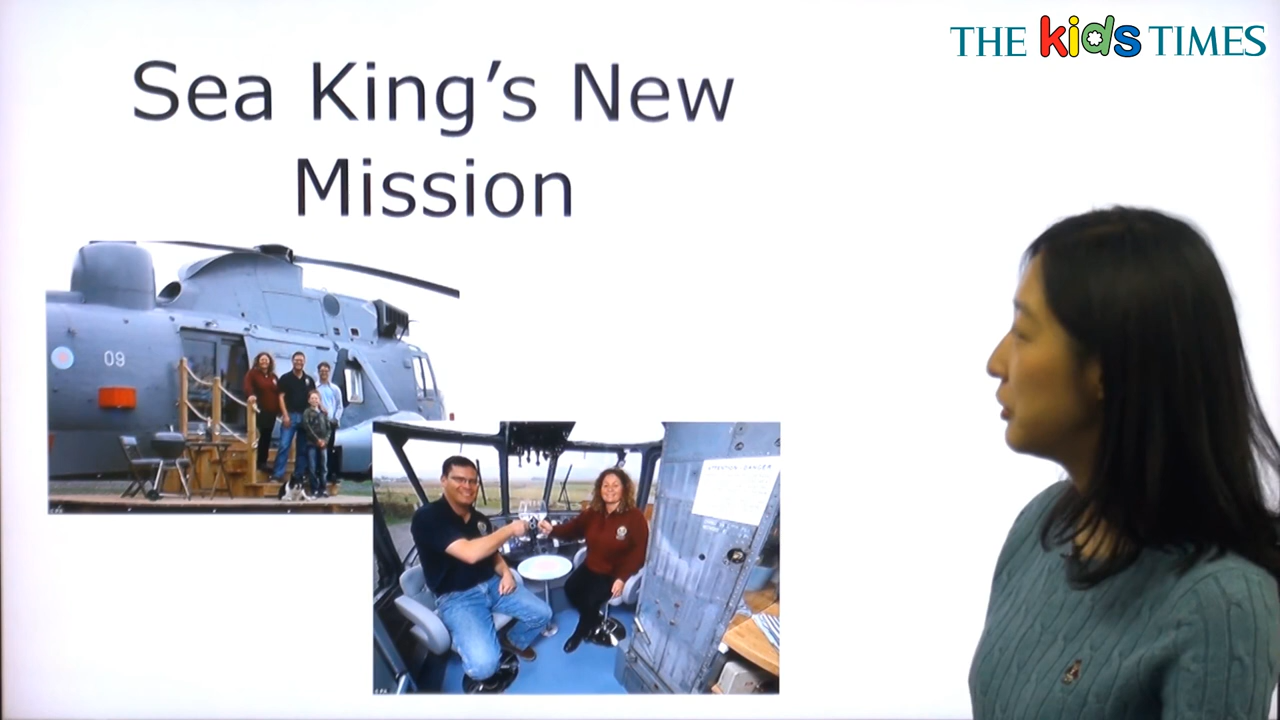 THE kids TIMES
Sea King's New
Mission
09
ATTENTION - DANGER